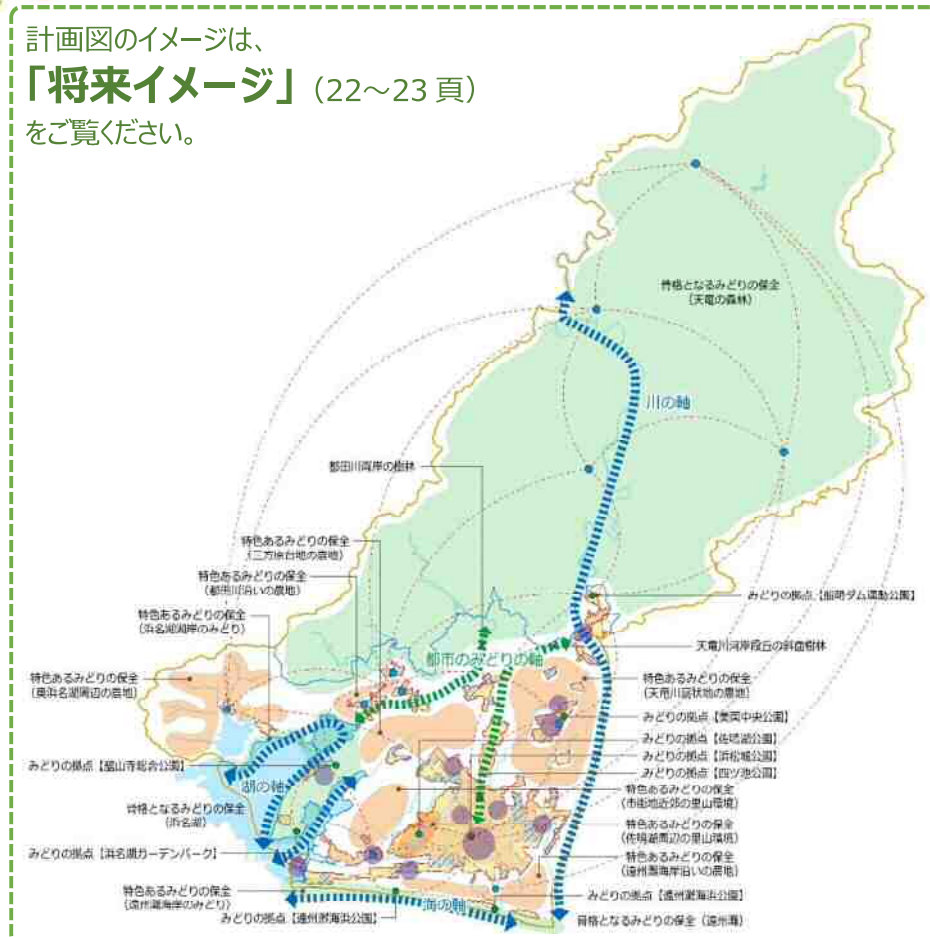 計画図のイメージは、
「将来イメージ」（22～23 頁）
をご覧ください。
骨格となるみどりの保全
（天竜の森林）
川の軸
都田川両岸の樹林
特色あるみどりの保全
（三方原台地の農地）
特色あるみどりの保全
（都田川沿いの農地）
みどりの拠点【船明ダム運動公園】
特色あるみどりの保全
（浜名湖湖岸のみどり）
天竜川河岸段丘の斜面樹林
都市のみどりの軸
特色あるみどりの保全
（奥浜名湖周辺の農地）
特色あるみどりの保全
（天竜川扇状地の農地）
みどりの拠点【美薗中央公園】
みどりの拠点【佐鳴湖公園】
みどりの拠点【浜松城公園】
みどりの拠点【舘山寺総合公園】
みどりの拠点【四ツ池公園】
湖の軸
特色あるみどりの保全
（市街地近郊の里山環境）
骨格となるみどりの保全
（浜名湖）
特色あるみどりの保全
（佐鳴湖周辺の里山環境）
みどりの拠点【浜名湖ガーデンパーク】
特色あるみどりの保全
（遠州灘海岸沿いの農地）
特色あるみどりの保全
（遠州灘海岸のみどり）
みどりの拠点【遠州灘海浜公園】
海の軸
みどりの拠点【遠州灘海浜公園】
骨格となるみどりの保全（遠州灘）